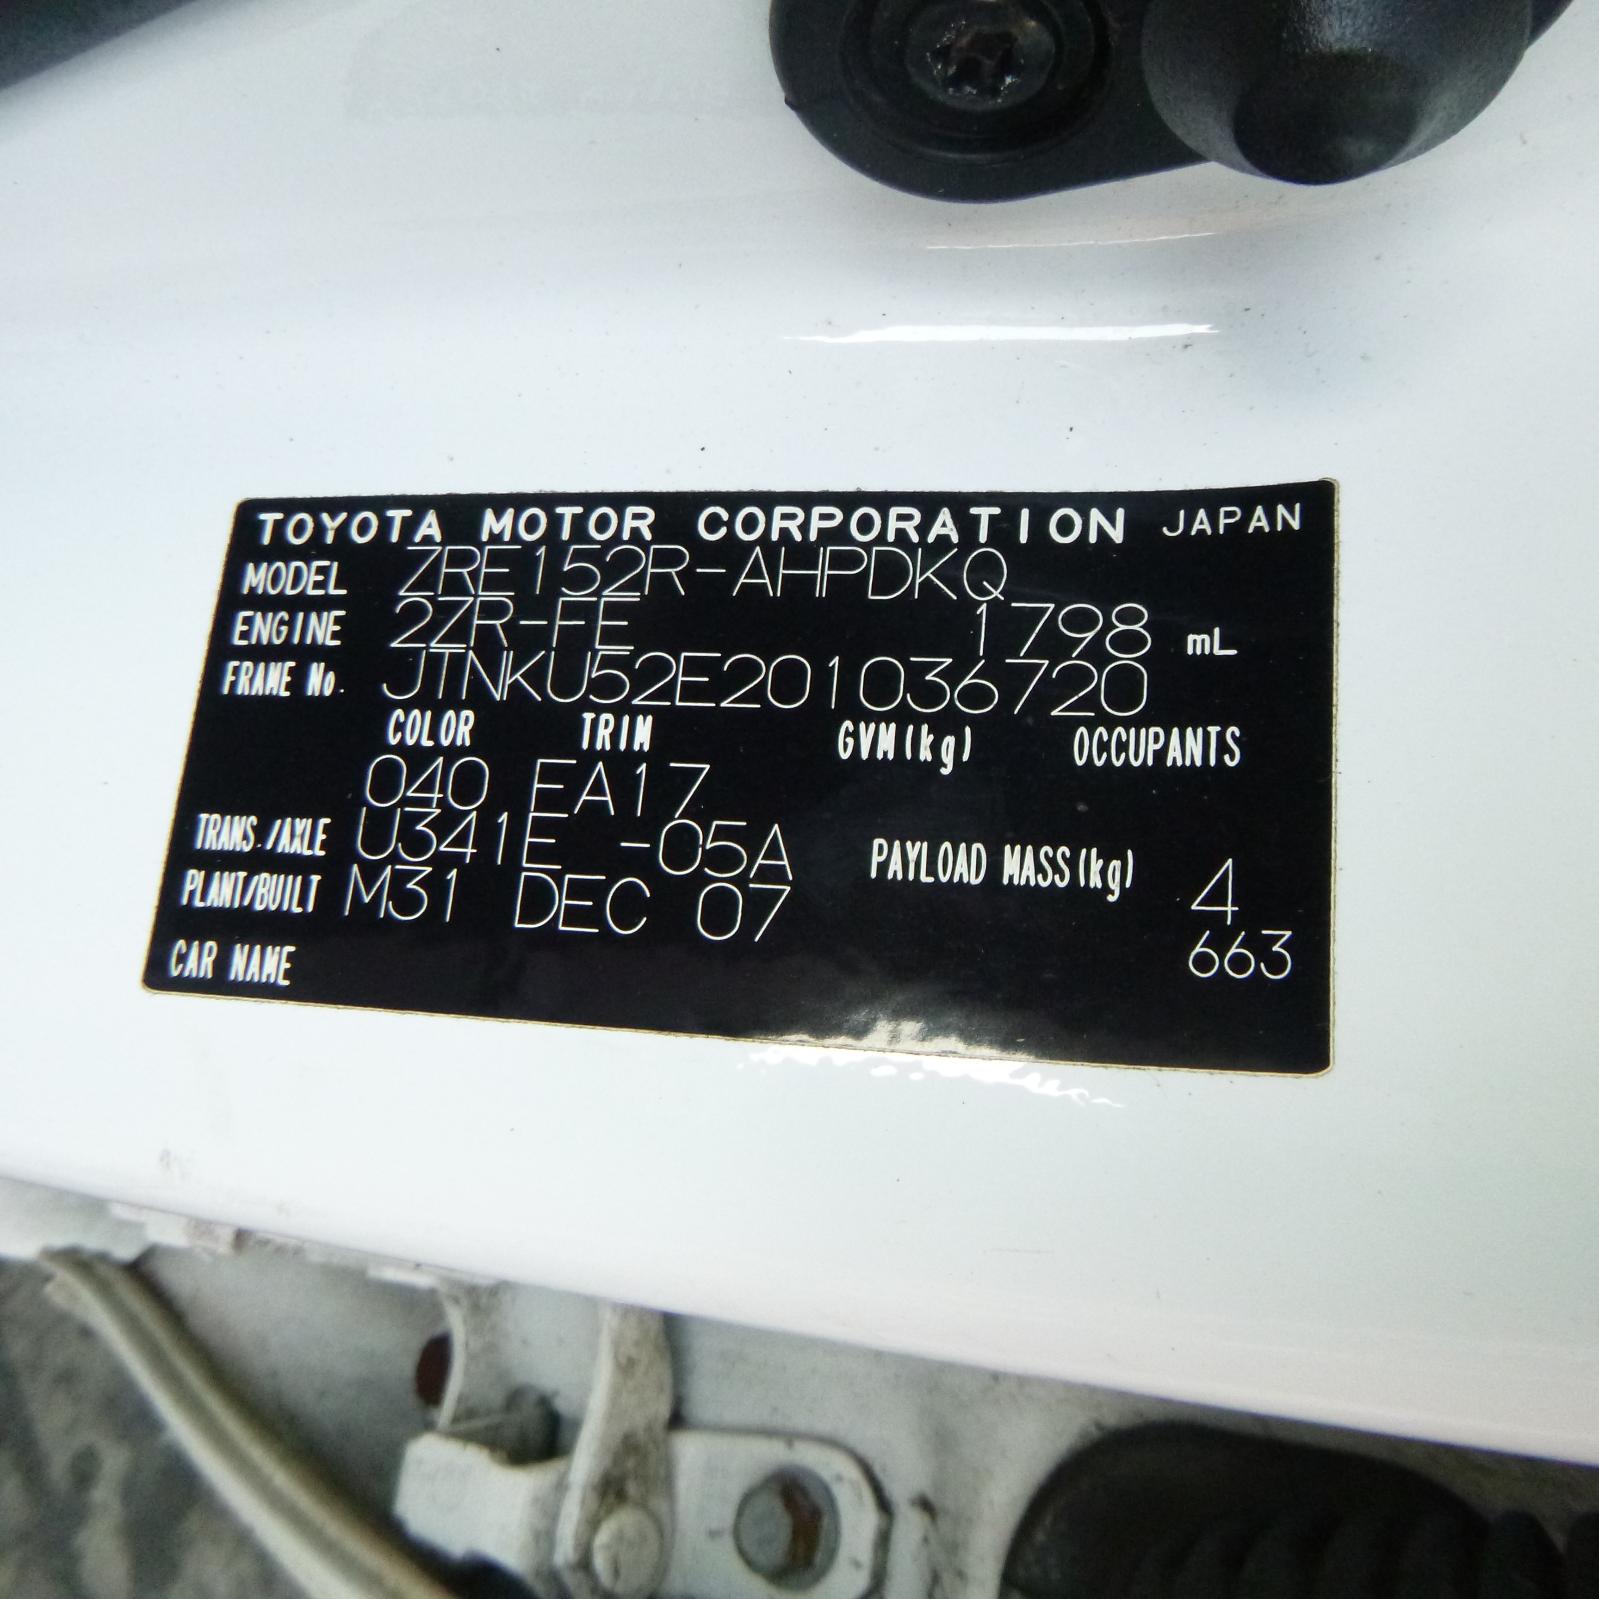 TOYOTA MOTOR CORPORATION JAPAN
MODEL ZRE152R-AHPDKQ
ENGINE 2ZR-FE 1798 mL
FRAME No. JTNKU52E201036720
COLOR TRIM GVM(kg) OCCUPANTS
040 EA17
TRANS./AXLE U341E -05A PAYLOAD MASS(kg) 4
PLANT/BUILT M31 DEC 07 663
CAR NAME